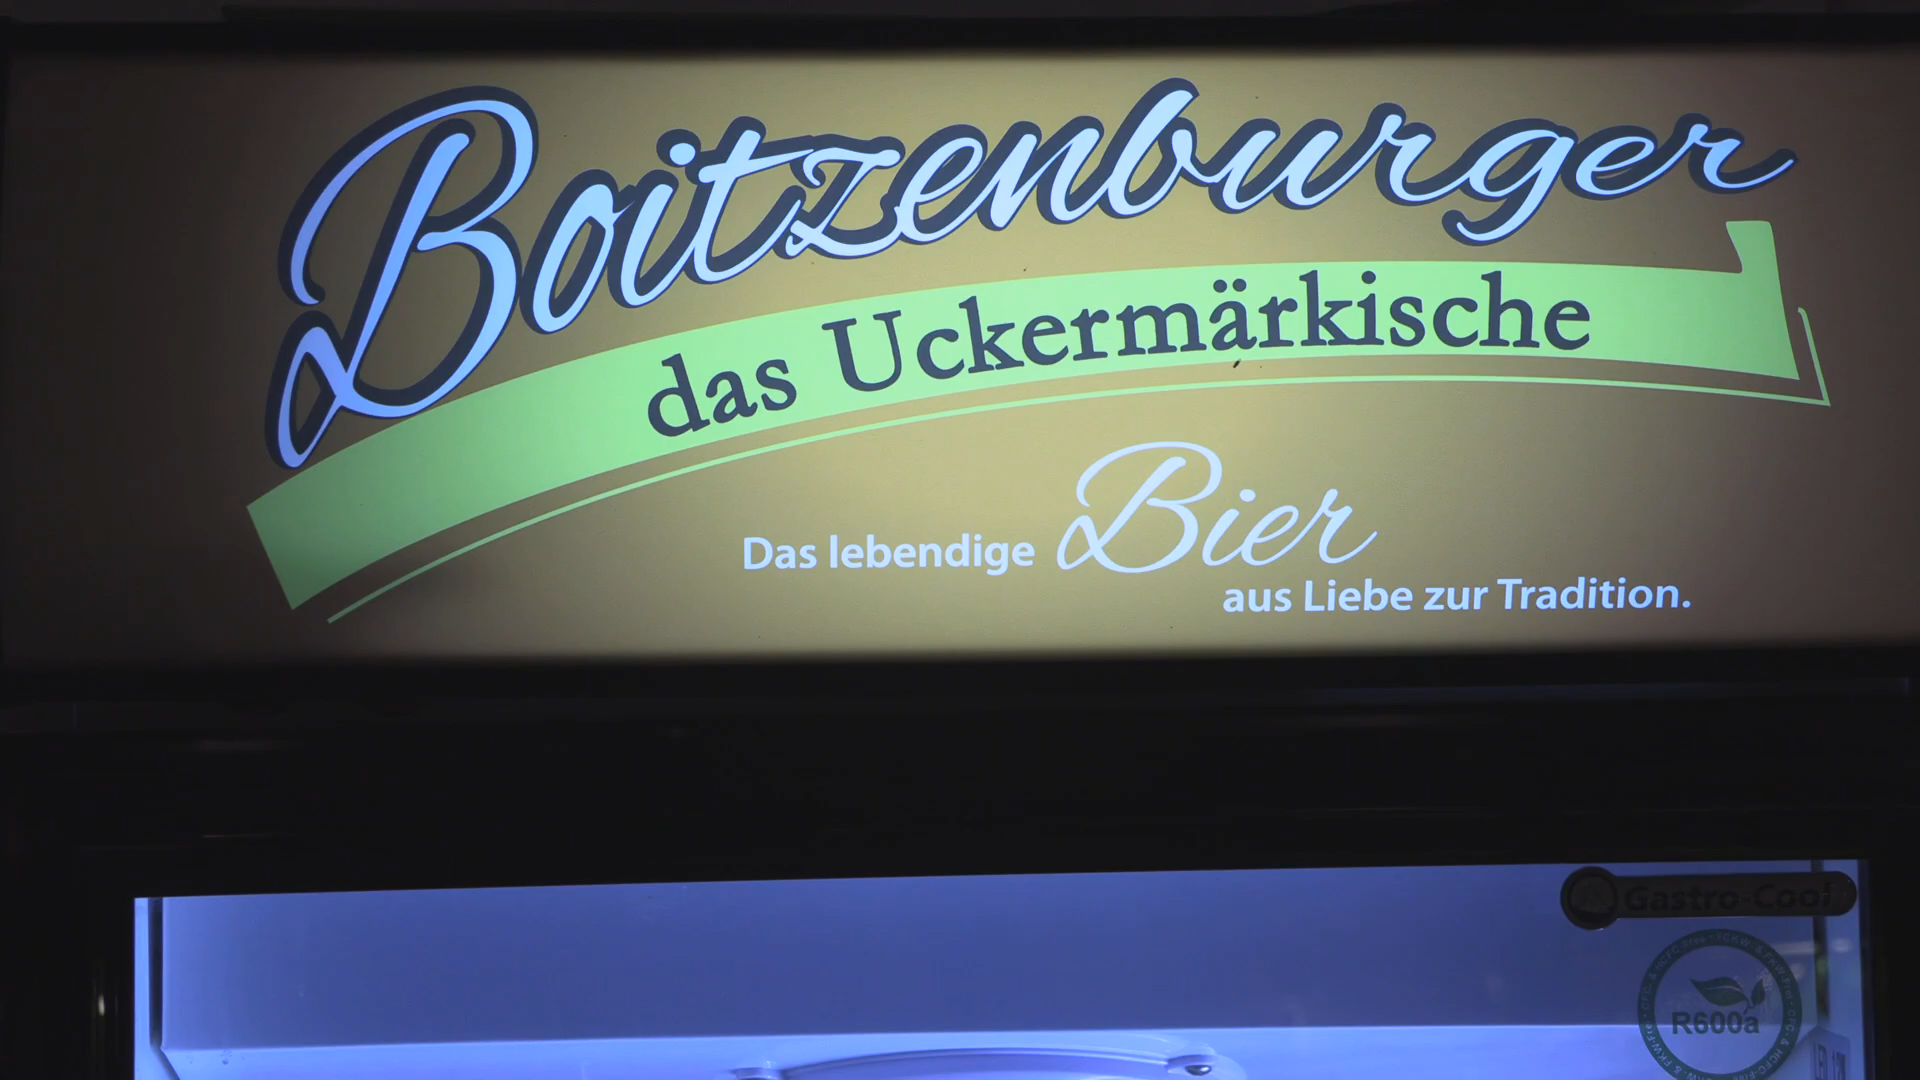 Boitzenburger
das Uckermärkische
Das lebendige Bier
aus Liebe zur Tradition.
Gastro-Cool
R600a